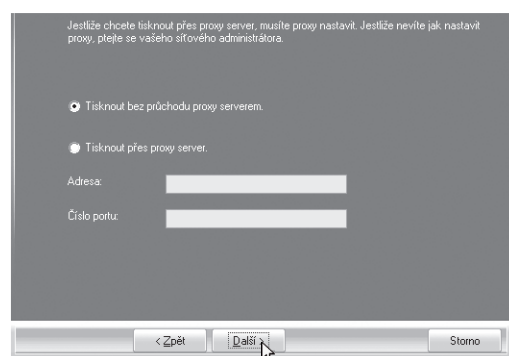 Jestliže chcete tisknout přes proxy server, musíte proxy nastavit. Jestliže nevíte jak nastavit
proxy, ptejte se vašeho síťového administrátora.
Tisknout bez průchodu proxy serverem.
Tisknout přes proxy server.
Adresa:
Číslo portu:
< Zpět
Další >
Storno